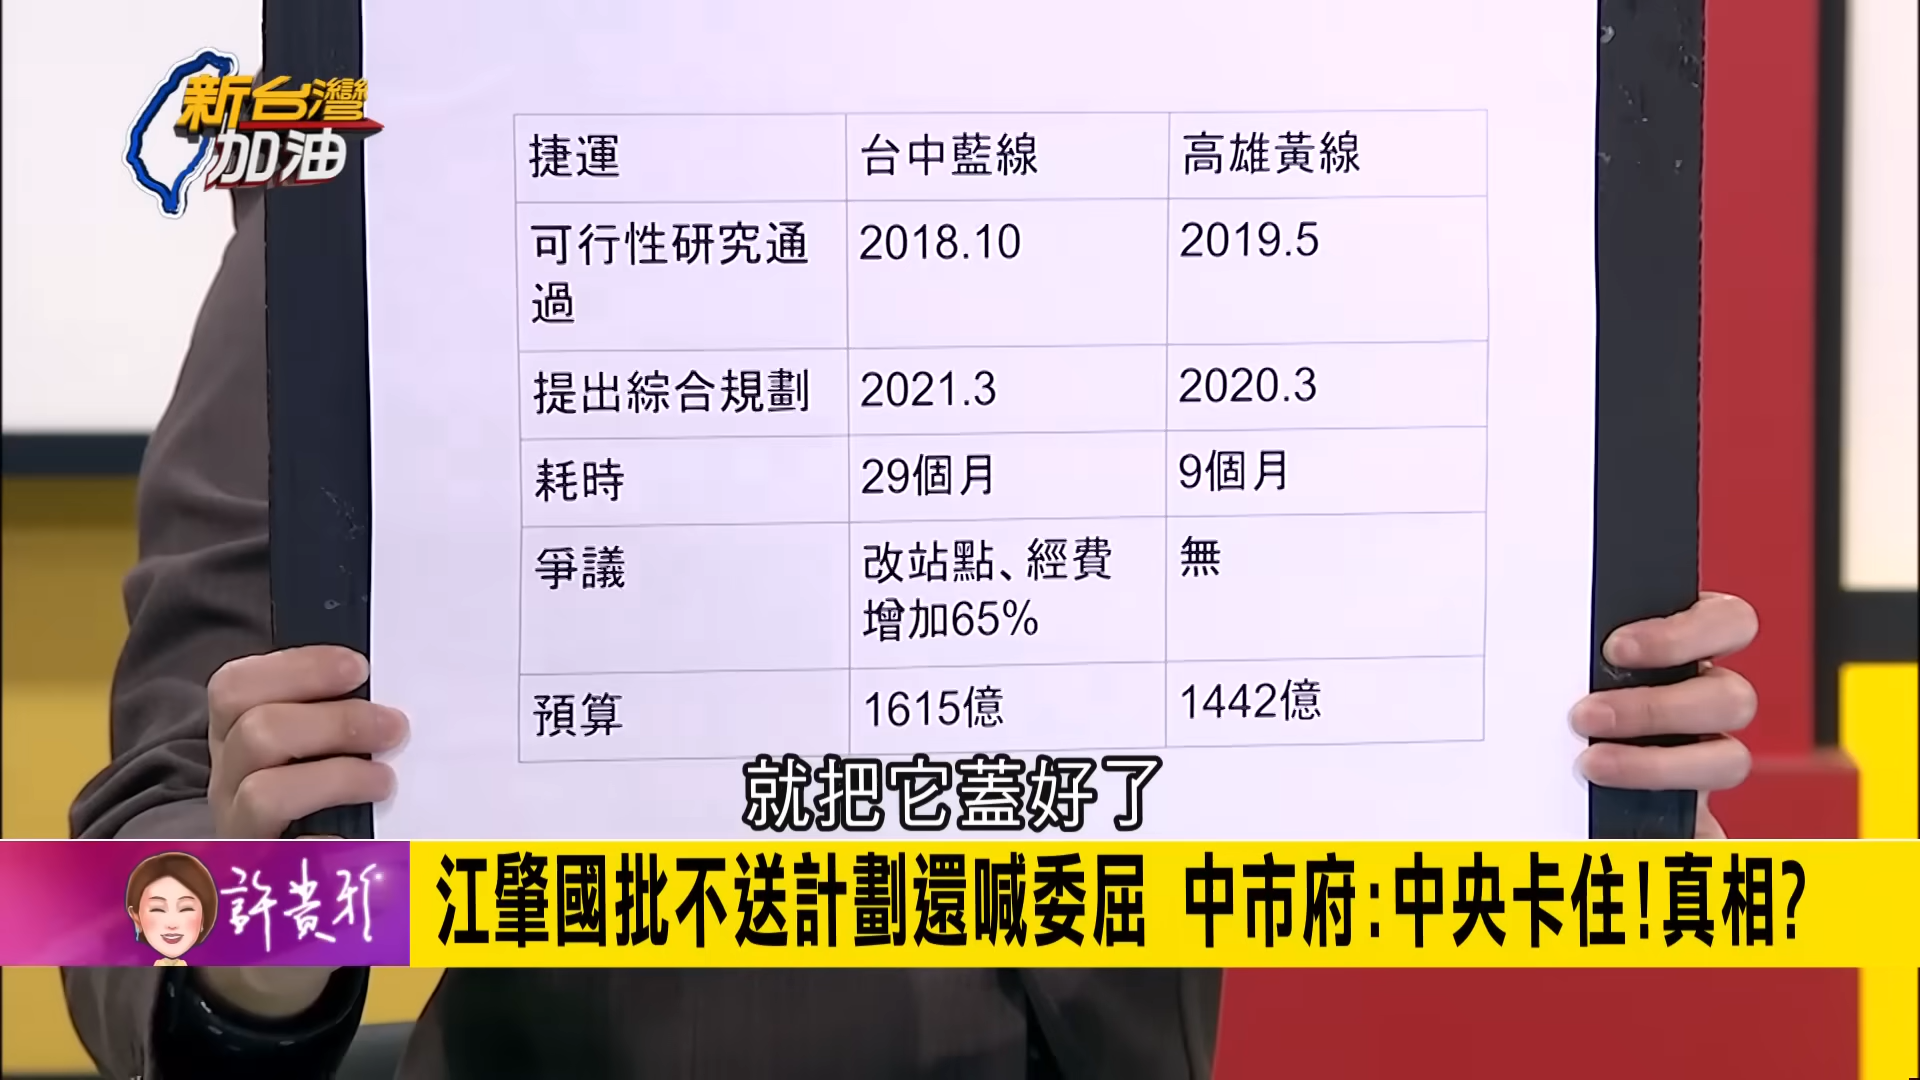 新台灣
加油
捷運 台中藍線 高雄黃線
可行性研究通 2018.10 2019.5
過
提出綜合規劃 2021.3 2020.3
耗時 29個月 9個月
爭議 改站點、經費 無
增加65%
預算 1615億 1442億
就把它蓋好了
許貴雅
江肇國批不送計劃還喊委屈 中市府:中央卡住!真相?